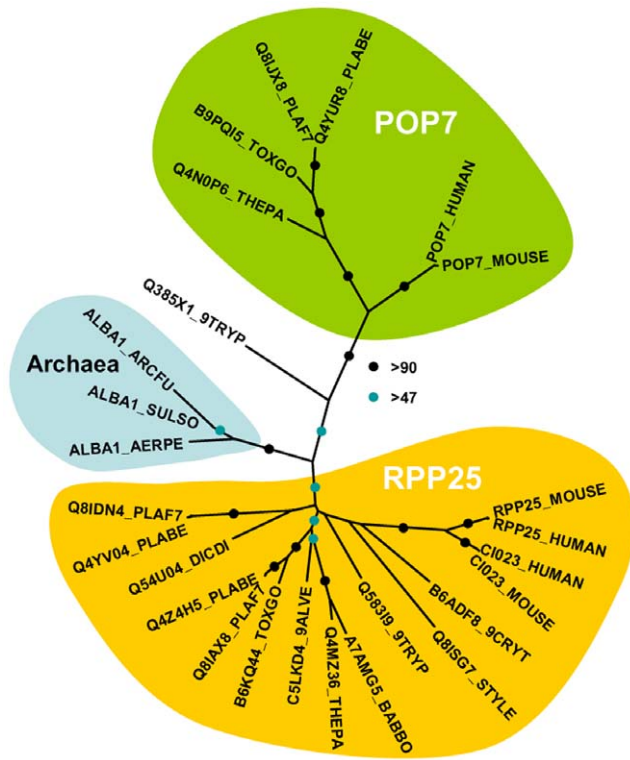 Q8IJX8_PLAF7
Q4YUR8_PLABE
POP7
B9PQI5_TOXGO
Q4N0P6_THEPA
POP7_HUMAN
POP7_MOUSE
Q385X1_9TRYP
ALBA1_ARCFU
Archaea
ALBA1_SULSO
ALBA1_AERPE
>90
>47
RPP25
Q8IDN4_PLAF7
Q4YV04_PLABE
Q54U04_DICDI
Q4Z4H5_PLABE
Q8IAX8_PLAF7
B6KQ44_TOXGO
C5LKD4_9ALVE
Q4MZ36_THEPA
A7AMG5_BABBO
Q583I9_9TRYP
Q8ISG7_STYLE
B6ADF8_9CRYT
RPP25_MOUSE
RPP25_HUMAN
CI023_HUMAN
CI023_MOUSE